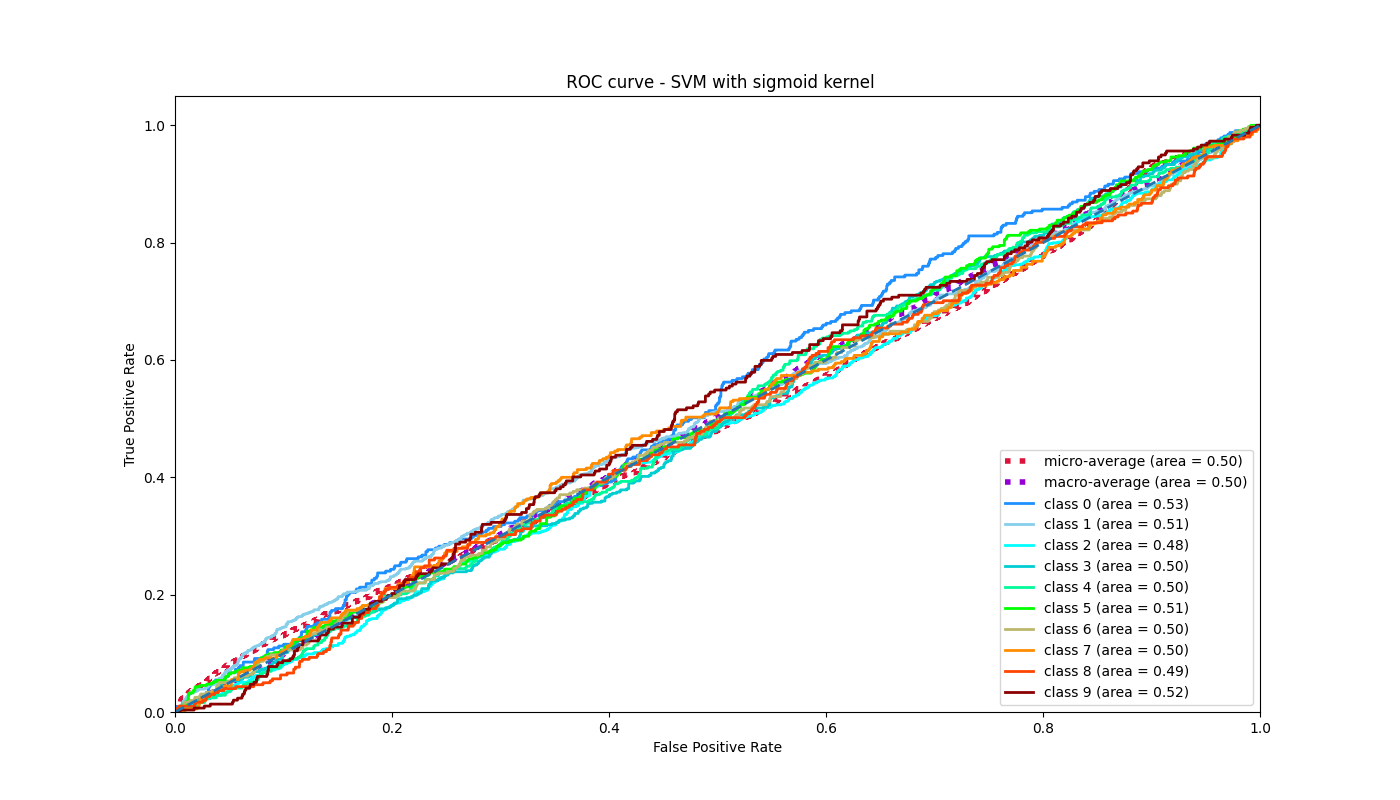 ROC curve - SVM with sigmoid kernel
1.0
0.8
0.6
0.4
0.2
0.0
True Positive Rate
micro-average (area = 0.50)
macro-average (area = 0.50)
class 0 (area = 0.53)
class 1 (area = 0.51)
class 2 (area = 0.48)
class 3 (area = 0.50)
class 4 (area = 0.50)
class 5 (area = 0.51)
class 6 (area = 0.50)
class 7 (area = 0.50)
class 8 (area = 0.49)
class 9 (area = 0.52)
0.0 0.2 0.4 0.6 0.8 1.0
False Positive Rate